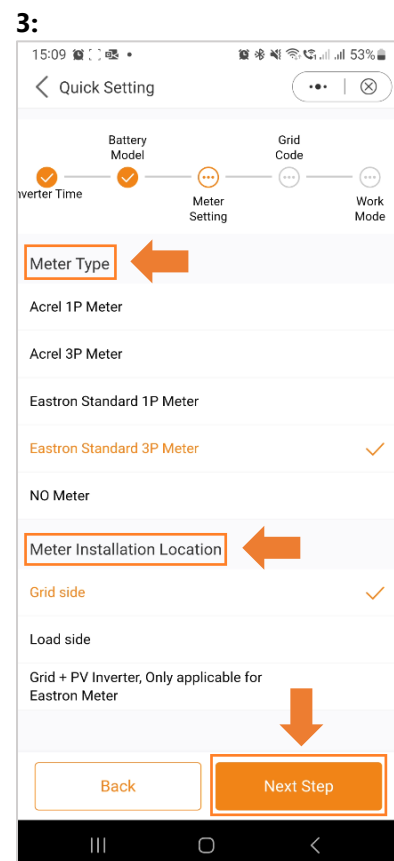 3:
15:09 53%
Quick Setting
Battery
Model
Grid
Code
nverter Time
Meter
Setting
Work
Mode
Meter Type
Acrel 1P Meter
Acrel 3P Meter
Eastron Standard 1P Meter
Eastron Standard 3P Meter
NO Meter
Meter Installation Location
Grid side
Load side
Grid + PV Inverter, Only applicable for
Eastron Meter
Back Next Step